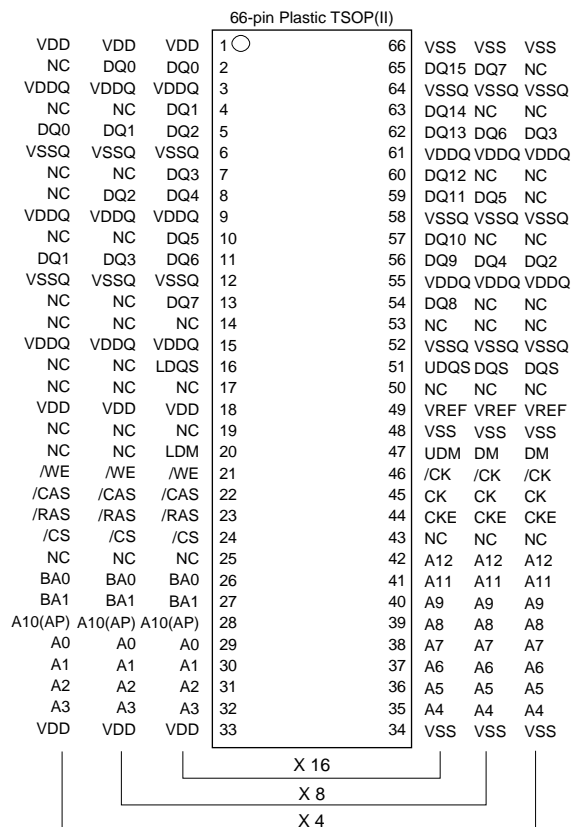 66-pin Plastic TSOP(II)
VDD VDD VDD 1 66 VSS VSS VSS
NC DQ0 DQ0 2 65 DQ15 DQ7 NC
VDDQ VDDQ VDDQ 3 64 VSSQ VSSQ VSSQ
NC NC DQ1 4 63 DQ14 NC NC
DQ0 DQ1 DQ2 5 62 DQ13 DQ6 DQ3
VSSQ VSSQ VSSQ 6 61 VDDQ VDDQ VDDQ
NC NC DQ3 7 60 DQ12 NC NC
NC DQ2 DQ4 8 59 DQ11 DQ5 NC
VDDQ VDDQ VDDQ 9 58 VSSQ VSSQ VSSQ
NC NC DQ5 10 57 DQ10 NC NC
DQ1 DQ3 DQ6 11 56 DQ9 DQ4 DQ2
VSSQ VSSQ VSSQ 12 55 VDDQ VDDQ VDDQ
NC NC DQ7 13 54 DQ8 NC NC
NC NC NC 14 53 NC NC NC
VDDQ VDDQ VDDQ 15 52 VSSQ VSSQ VSSQ
NC NC LDQS 16 51 UDQS DQS DQS
NC NC NC 17 50 NC NC NC
VDD VDD VDD 18 49 VREF VREF VREF
NC NC NC 19 48 VSS VSS VSS
NC NC LDM 20 47 UDM DM DM
/WE /WE /WE 21 46 /CK /CK /CK
/CAS /CAS /CAS 22 45 CK CK CK
/RAS /RAS /RAS 23 44 CKE CKE CKE
/CS /CS /CS 24 43 NC NC NC
NC NC NC 25 42 A12 A12 A12
BA0 BA0 BA0 26 41 A11 A11 A11
BA1 BA1 BA1 27 40 A9 A9 A9
A10(AP) A10(AP) A10(AP) 28 39 A8 A8 A8
A0 A0 A0 29 38 A7 A7 A7
A1 A1 A1 30 37 A6 A6 A6
A2 A2 A2 31 36 A5 A5 A5
A3 A3 A3 32 35 A4 A4 A4
VDD VDD VDD 33 34 VSS VSS VSS
X 16
X 8
X 4